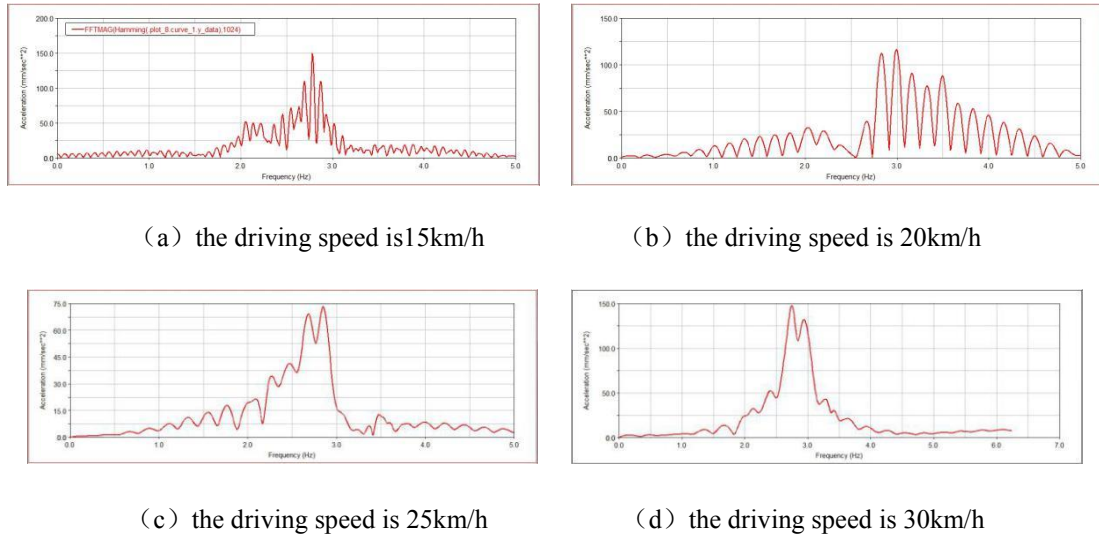 200.0
150.0
100.0
50.0
0.0
Acceleration (mm/sec**2)
FFTMAG(Hamming(.plot_8.curve_1.y_data),1024)
0.0 1.0 2.0 3.0 4.0 5.0
Frequency (Hz)
150.0
100.0
50.0
0.0
Acceleration (mm/sec**2)
0.0 1.0 2.0 3.0 4.0 5.0
Frequency (Hz)
（a）the driving speed is15km/h
（b）the driving speed is 20km/h
75.0
60.0
45.0
30.0
15.0
0.0
Acceleration (mm/sec**2)
0.0 1.0 2.0 3.0 4.0 5.0
Frequency (Hz)
150.0
100.0
50.0
0.0
Acceleration (mm/sec**2)
0.0 1.0 2.0 3.0 4.0 5.0 6.0 7.0
Frequency (Hz)
（c）the driving speed is 25km/h
（d）the driving speed is 30km/h